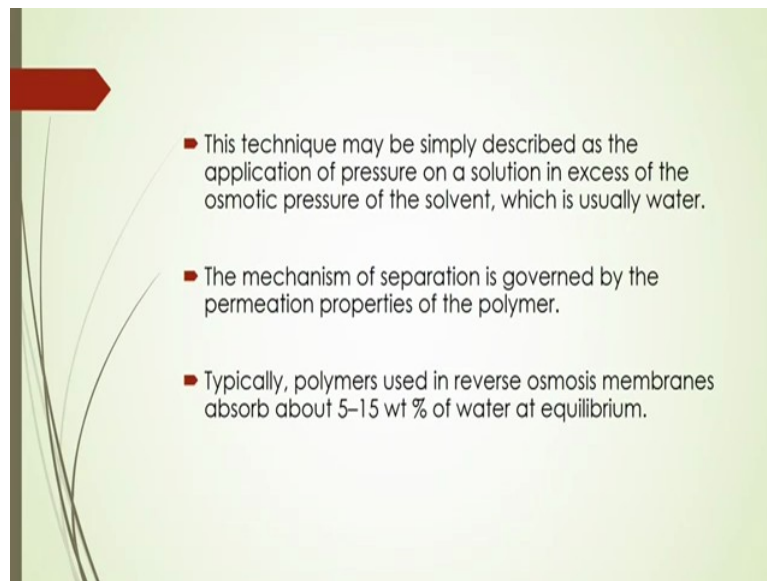 This technique may be simply described as the
application of pressure on a solution in excess of the
osmotic pressure of the solvent, which is usually water.
The mechanism of separation is governed by the
permeation properties of the polymer.
Typically, polymers used in reverse osmosis membranes
absorb about 5–15 wt % of water at equilibrium.